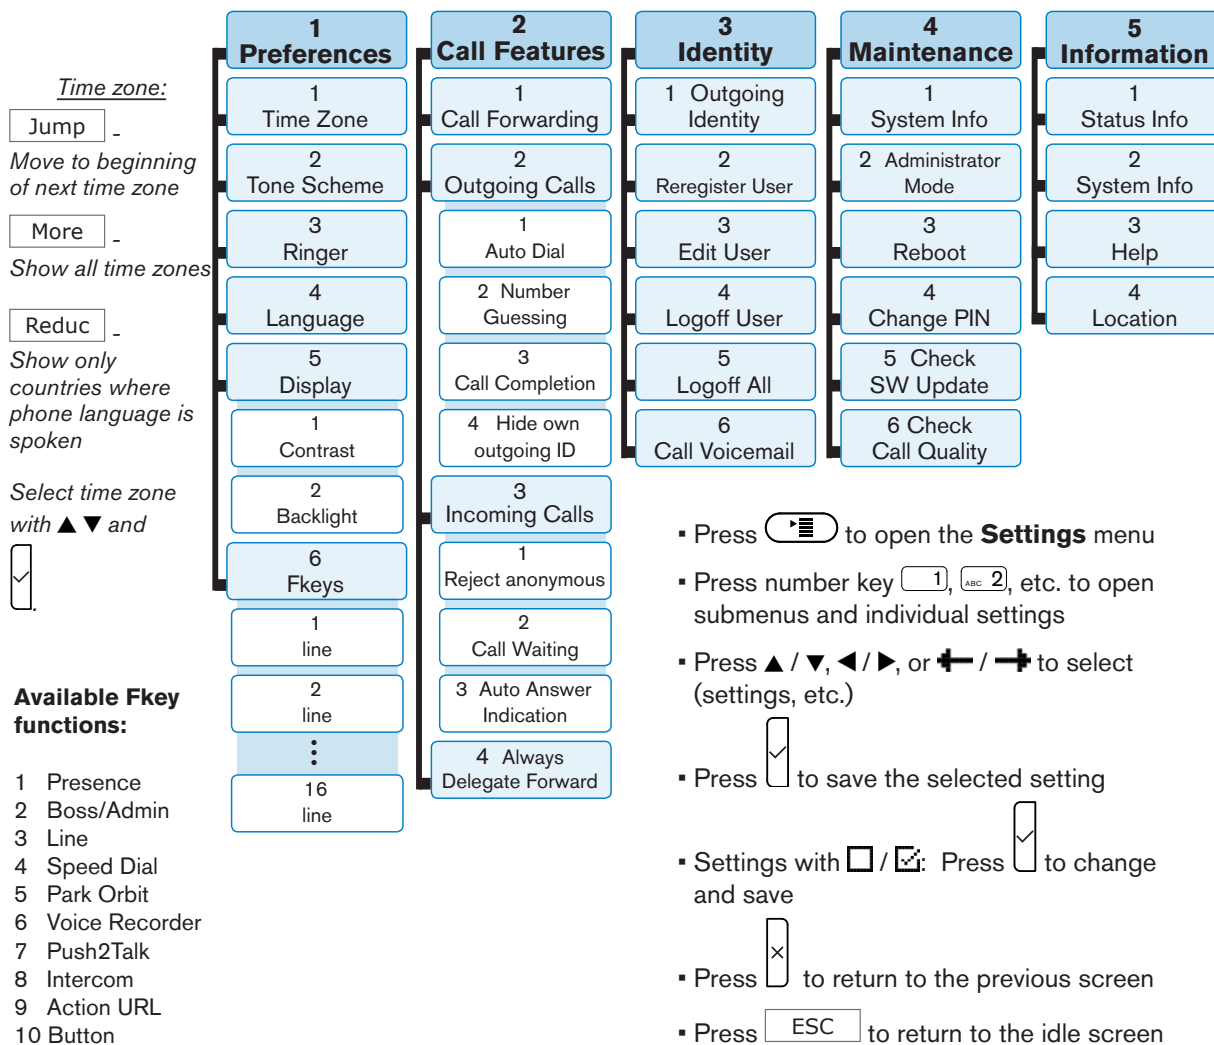 Time zone:
Jump -
Move to beginning
of next time zone
More -
Show all time zones
Reduc -
Show only
countries where
phone language is
spoken
Select time zone
with ▲ ▼ and
.
Available Fkey
functions:
1 Presence
2 Boss/Admin
3 Line
4 Speed Dial
5 Park Orbit
6 Voice Recorder
7 Push2Talk
8 Intercom
9 Action URL
10 Button
1
Preferences
1
Time Zone
2
Tone Scheme
3
Ringer
4
Language
5
Display
1
Contrast
2
Backlight
6
Fkeys
1
line
2
line
⋮
16
line
2
Call Features
1
Call Forwarding
2
Outgoing Calls
1
Auto Dial
2 Number
Guessing
3
Call Completion
4 Hide own
outgoing ID
3
Incoming Calls
1
Reject anonymous
2
Call Waiting
3 Auto Answer
Indication
4 Always
Delegate Forward
3
Identity
1 Outgoing
Identity
2
Reregister User
3
Edit User
4
Logoff User
5
Logoff All
6
Call Voicemail
4
Maintenance
1
System Info
2 Administrator
Mode
3
Reboot
4
Change PIN
5 Check
SW Update
6 Check
Call Quality
5
Information
1
Status Info
2
System Info
3
Help
4
Location
▪ Press to open the Settings menu
▪ Press number key 1, ABC 2, etc. to open
submenus and individual settings
▪ Press ▲ / ▼, ◀ / ▶, or ← / → to select
(settings, etc.)
▪ Press ✓ to save the selected setting
▪ Settings with ☐ / ☑: Press ✓ to change
and save
▪ Press × to return to the previous screen
▪ Press ESC to return to the idle screen